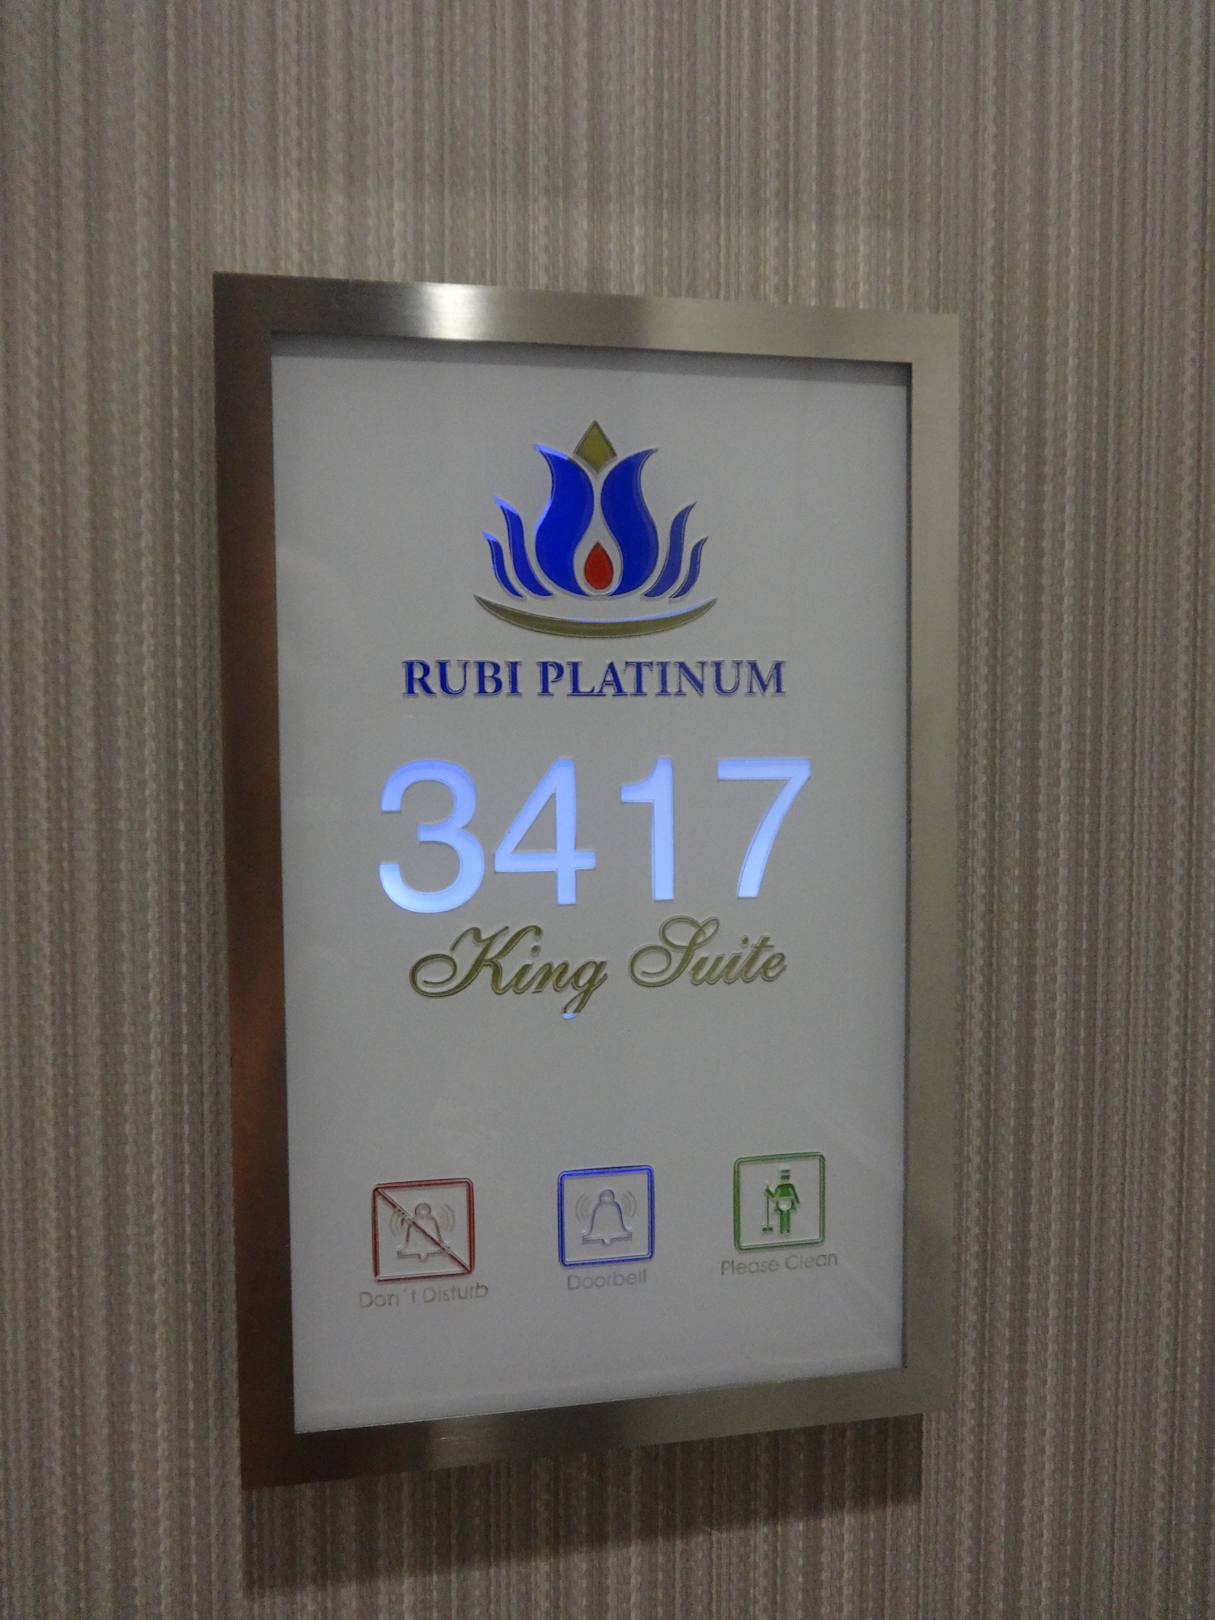 RUBI PLATINUM
3417
King Suite
Don´t Disturb
Doorbell
Please Clean